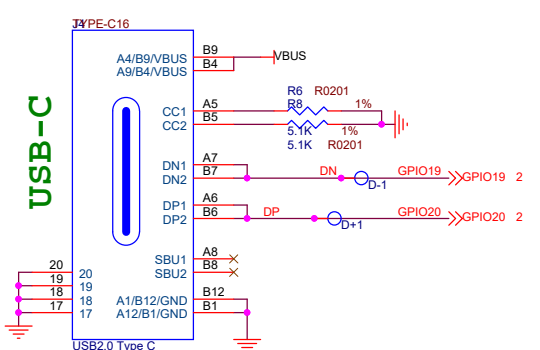 J4
TYPE-C16
USB-C
A4/B9/VBUS B9 VBUS
A9/B4/VBUS B4
R6 R0201
CC1 A5 R8 1%
CC2 B5 5.1K 1%
5.1K R0201
DN1 A7
DN2 B7 DN GPIO19 GPIO19 2
D-1
DP1 A6
DP2 B6 DP GPIO20 GPIO20 2
D+1
SBU1 A8
SBU2 B8
20 20
19 19
18 18 A1/B12/GND B12
17 17 A12/B1/GND B1
USB2.0 Type C